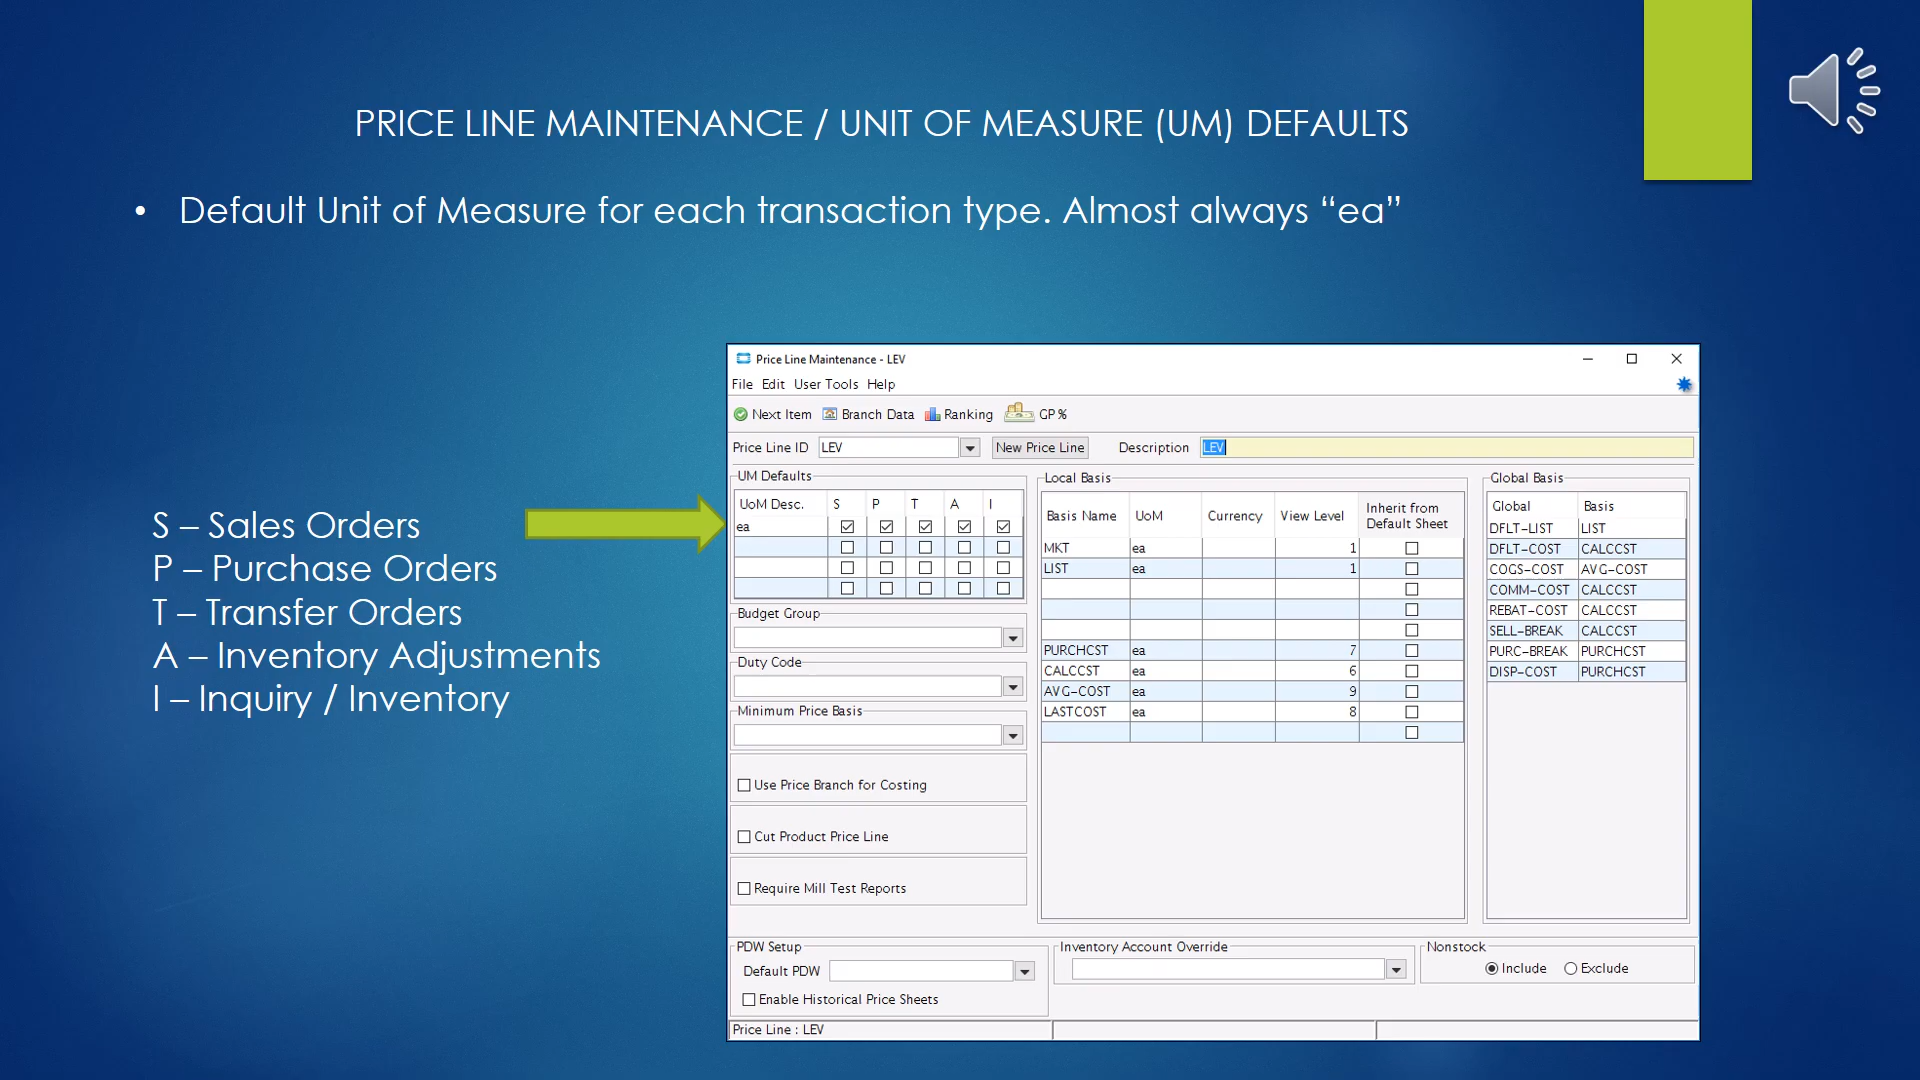 PRICE LINE MAINTENANCE / UNIT OF MEASURE (UM) DEFAULTS
• Default Unit of Measure for each transaction type. Almost always “ea”
S – Sales Orders
P – Purchase Orders
T – Transfer Orders
A – Inventory Adjustments
I – Inquiry / Inventory
Price Line Maintenance - LEV
File Edit User Tools Help
Next Item Branch Data Ranking GP %
Price Line ID LEV New Price Line Description LEV
UM Defaults
UoM Desc. S P T A I
ea
Budget Group
Duty Code
Minimum Price Basis
Use Price Branch for Costing
Cut Product Price Line
Require Mill Test Reports
Local Basis
Basis Name UoM Currency View Level Inherit from Default Sheet
MKT ea 1
LIST ea 1
PURCHCST ea 7
CALCCST ea 6
AVG-COST ea 9
LASTCOST ea 8
Global Basis
Global Basis
DFLT-LIST LIST
DFLT-COST CALCCST
COGS-COST AVG-COST
COMM-COST CALCCST
REBAT-COST CALCCST
SELL-BREAK CALCCST
PURC-BREAK PURCHCST
DISP-COST PURCHCST
PDW Setup
Default PDW
Enable Historical Price Sheets
Inventory Account Override
Nonstock
Include Exclude
Price Line : LEV